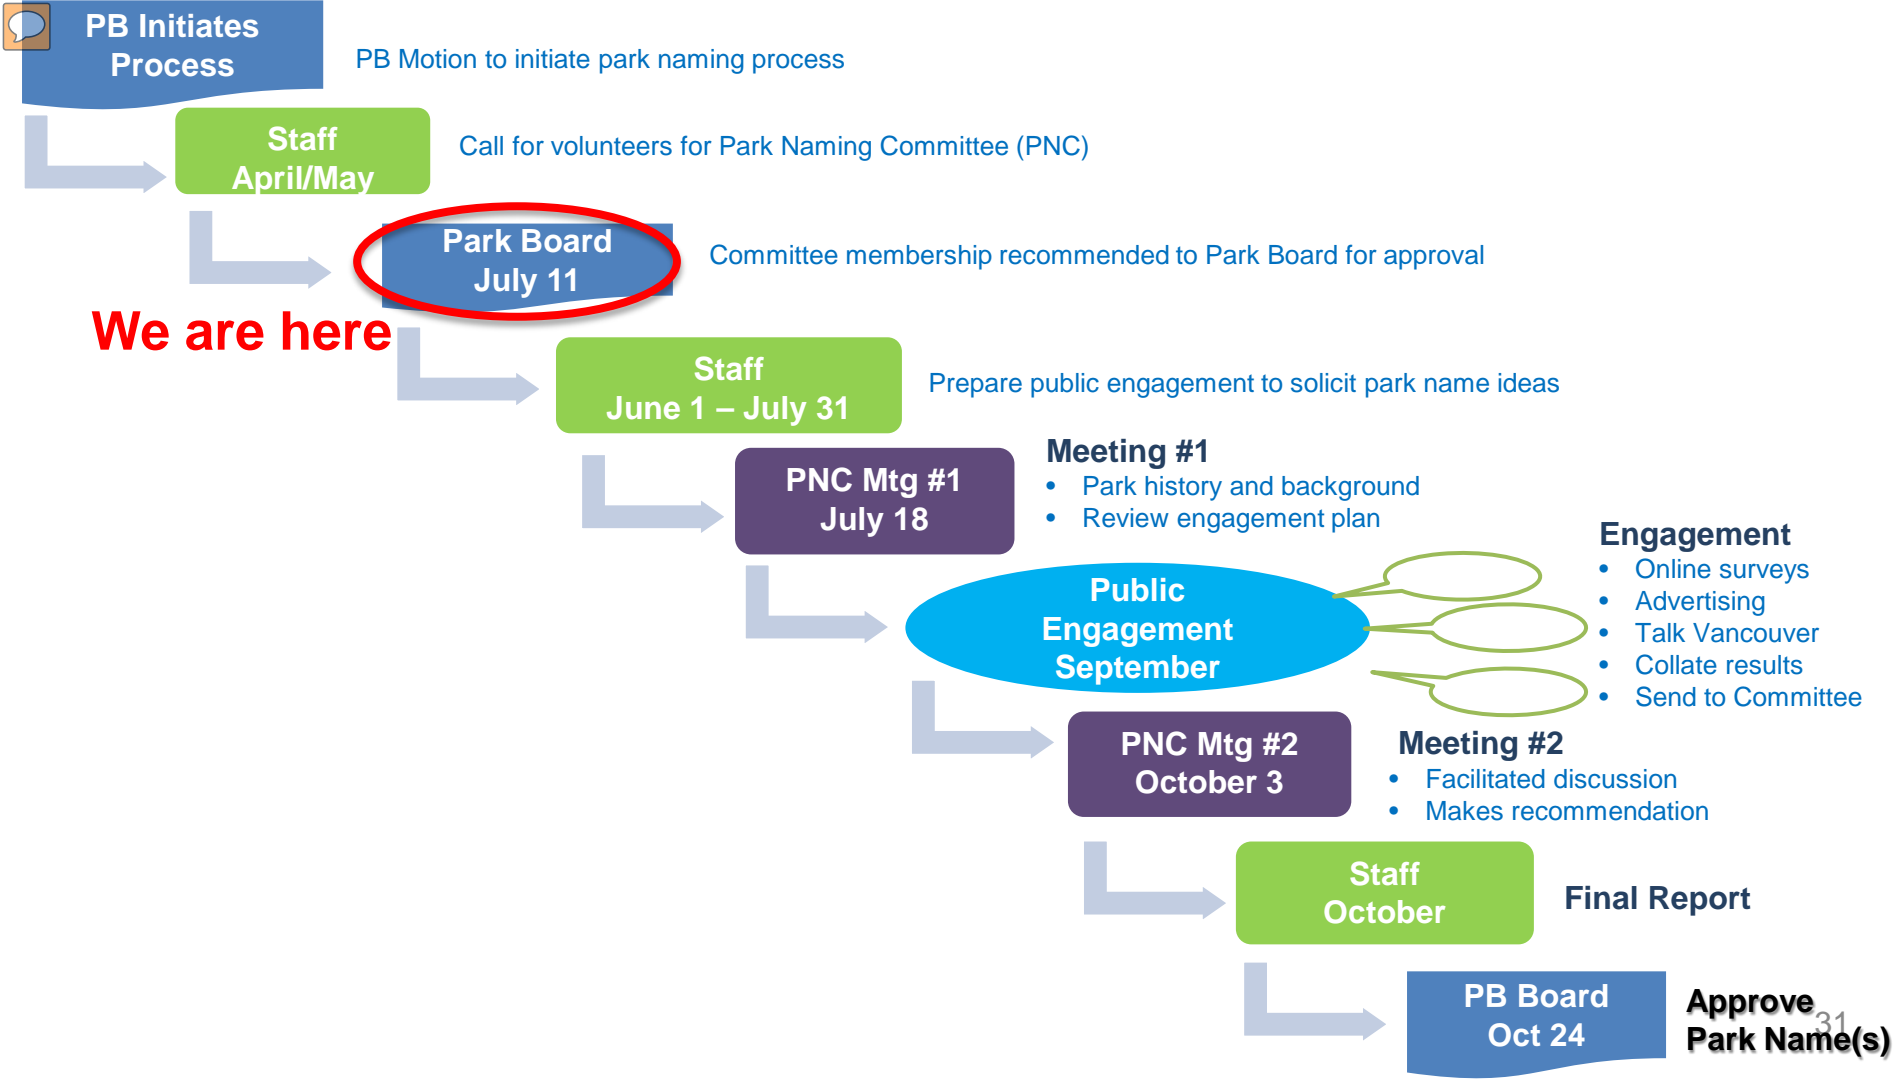 PB Initiates
Process
PB Motion to initiate park naming process
Staff
April/May
Call for volunteers for Park Naming Committee (PNC)
Park Board
July 11
Committee membership recommended to Park Board for approval
We are here
Staff
June 1 – July 31
Prepare public engagement to solicit park name ideas
PNC Mtg #1
July 18
Meeting #1
• Park history and background
• Review engagement plan
Public
Engagement
September
Engagement
• Online surveys
• Advertising
• Talk Vancouver
• Collate results
• Send to Committee
PNC Mtg #2
October 3
Meeting #2
• Facilitated discussion
• Makes recommendation
Staff
October
Final Report
PB Board
Oct 24
Approve
Park Name(s)
31